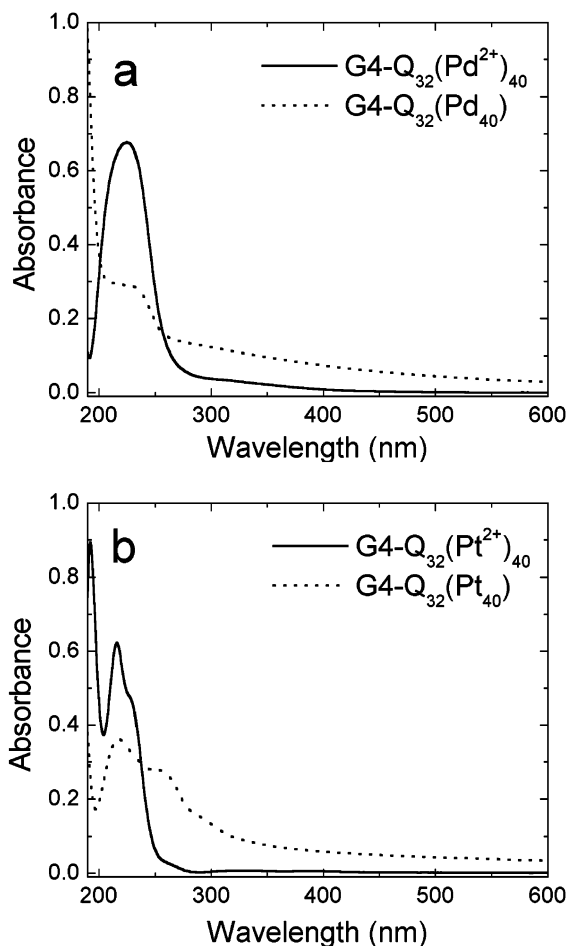 a
G4-Q₃₂(Pd²⁺)₄₀
G4-Q₃₂(Pd₄₀)
Absorbance
1.0
0.8
0.6
0.4
0.2
0.0
200 300 400 500 600
Wavelength (nm)
b
G4-Q₃₂(Pt²⁺)₄₀
G4-Q₃₂(Pt₄₀)
Absorbance
1.0
0.8
0.6
0.4
0.2
0.0
200 300 400 500 600
Wavelength (nm)